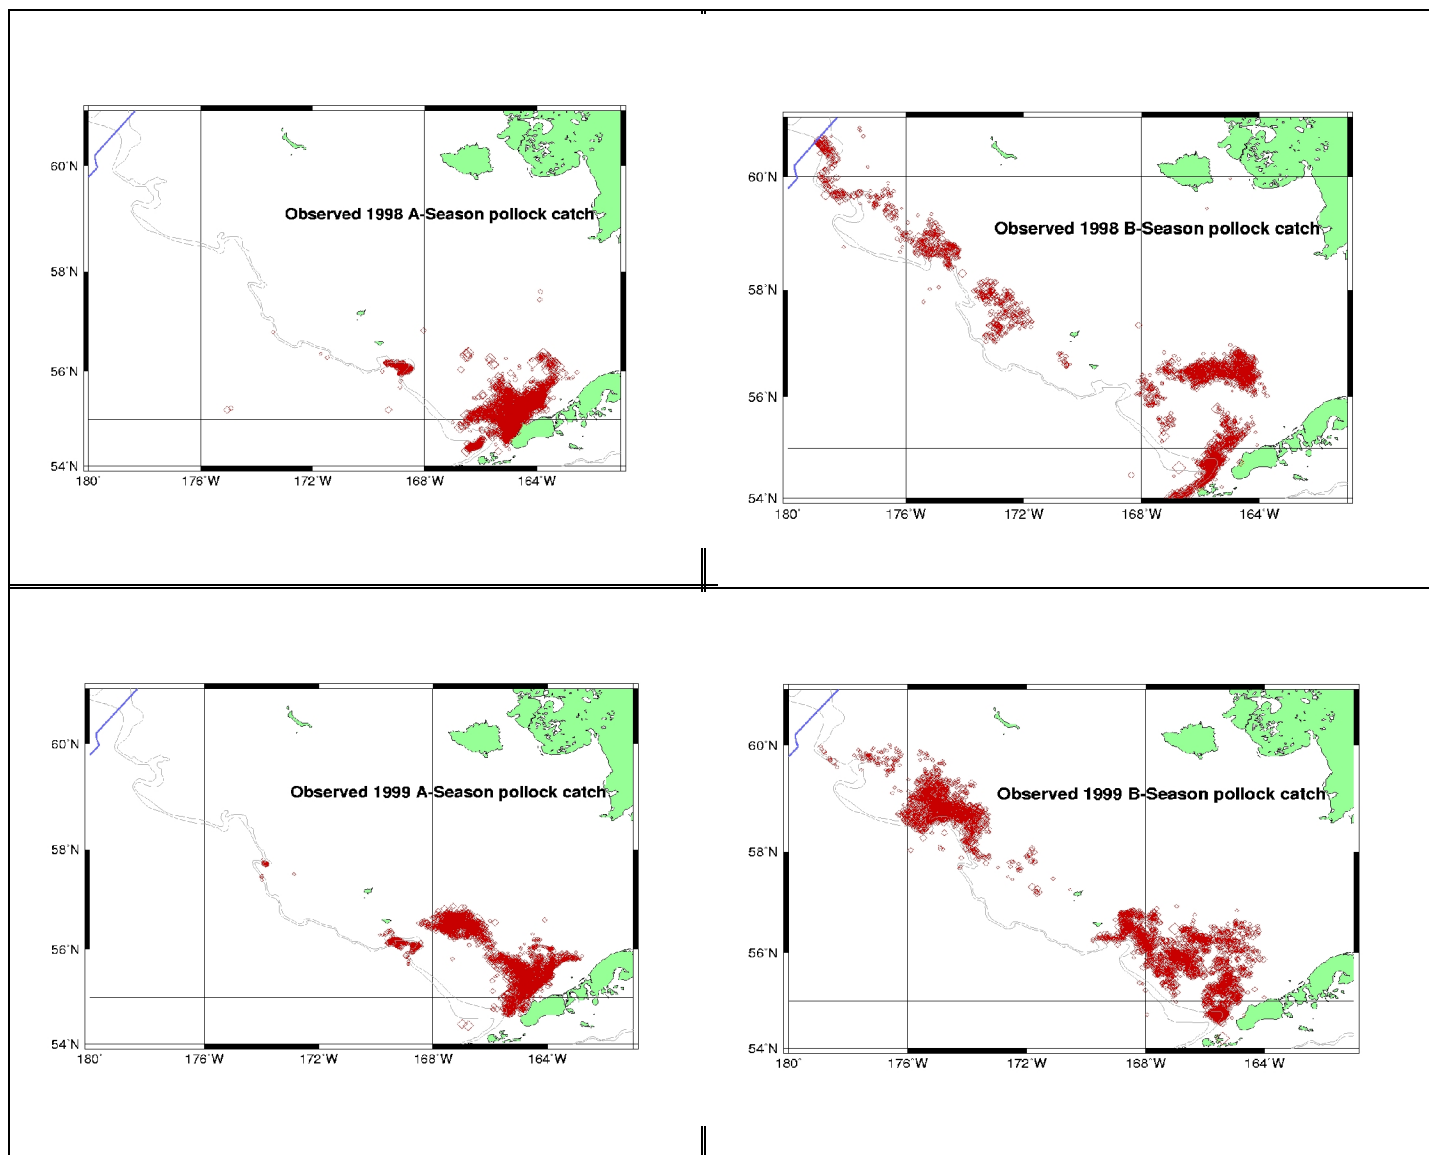 60°N
Observed 1998 A-Season pollock catch
58°N
56°N
54°N
180° 176°W 172°W 168°W 164°W
60°N
Observed 1998 B-Season pollock catch
58°N
56°N
54°N
180° 176°W 172°W 168°W 164°W
60°N
Observed 1999 A-Season pollock catch
58°N
56°N
54°N
180° 176°W 172°W 168°W 164°W
60°N
Observed 1999 B-Season pollock catch
58°N
56°N
54°N
180° 176°W 172°W 168°W 164°W